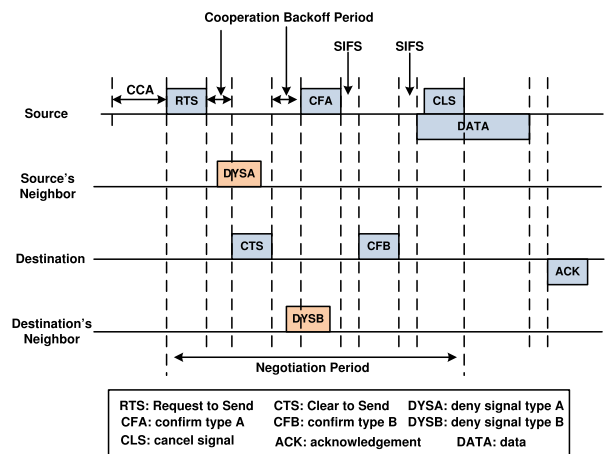 Cooperation Backoff Period
SIFS
SIFS
CCA
RTS
CFA
CLS
Source
DATA
DYSA
Source's
Neighbor
CTS
CFB
Destination
ACK
DYSB
Destination's
Neighbor
Negotiation Period
RTS: Request to Send CTS: Clear to Send DYSA: deny signal type A
CFA: confirm type A CFB: confirm type B DYSB: deny signal type B
CLS: cancel signal ACK: acknowledgement DATA: data